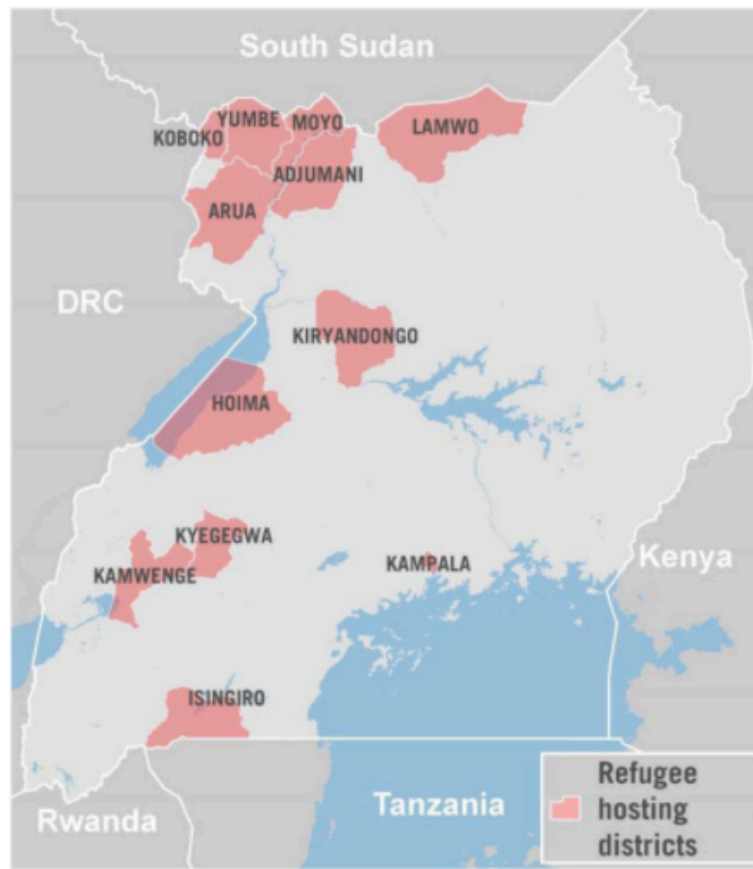 South Sudan
YUMBE
MOYO
KOBOKO
LAMWO
ADJUMANI
ARUA
DRC
KIRYANDONGO
HOIMA
KYEGEGWA
KAMWENGE
KAMPALA
Kenya
ISINGIRO
Rwanda
Tanzania
Refugee
hosting
districts